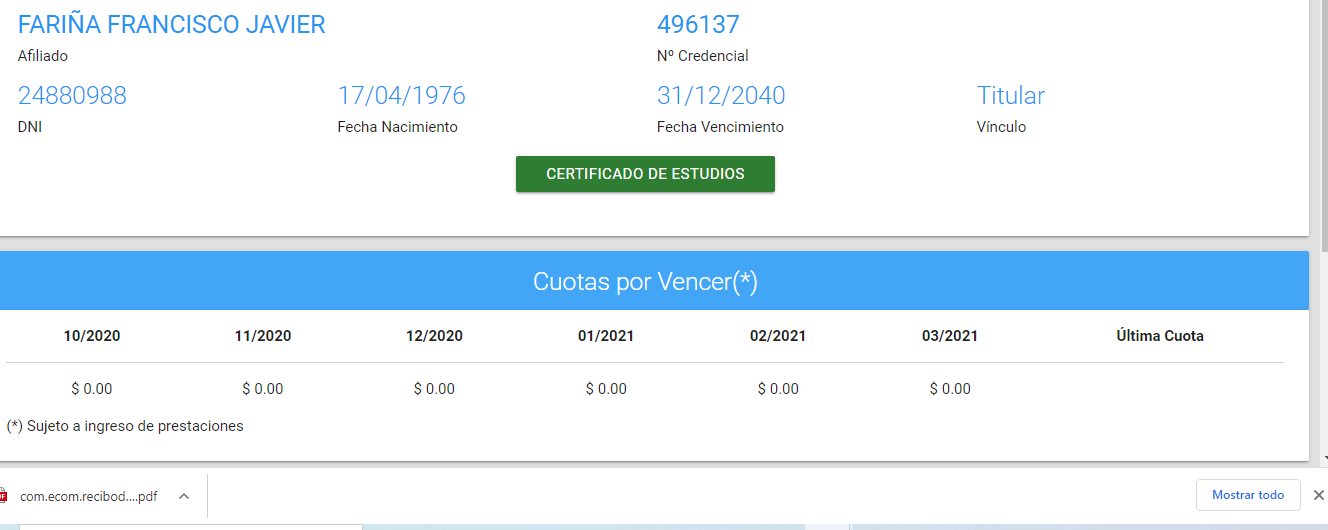 FARIÑA FRANCISCO JAVIER 496137
Afiliado Nº Credencial
24880988 17/04/1976 31/12/2040 Titular
DNI Fecha Nacimiento Fecha Vencimiento Vínculo
CERTIFICADO DE ESTUDIOS
Cuotas por Vencer(*)
10/2020 11/2020 12/2020 01/2021 02/2021 03/2021 Última Cuota
$ 0.00 $ 0.00 $ 0.00 $ 0.00 $ 0.00 $ 0.00
(*) Sujeto a ingreso de prestaciones
com.ecom.recibod....pdf Mostrar todo